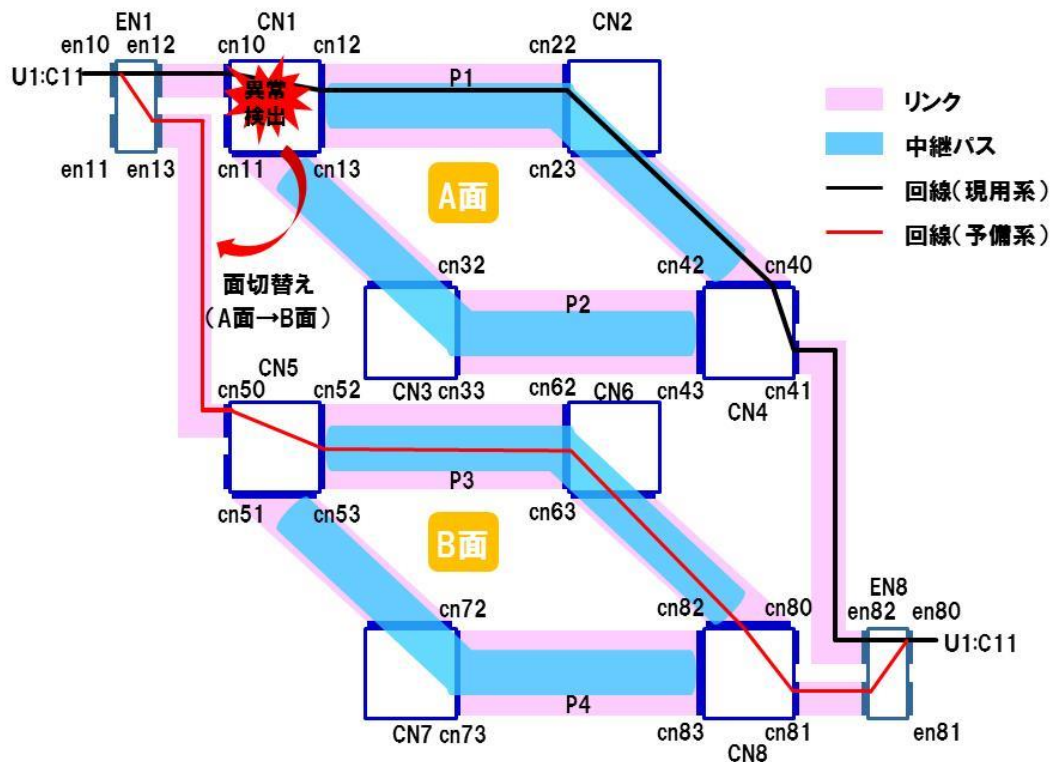 EN1
CN1
CN2
en10
en12
cn10
cn12
cn22
U1:C11
P1
異常
検出
リンク
中継パス
回線(現用系)
回線(予備系)
en11
en13
cn11
cn13
cn23
A面
面切替え
(A面→B面)
cn32
cn42
cn40
P2
CN5
cn50
cn52
cn62
CN3
cn33
CN6
cn43
CN4
cn41
P3
cn51
cn53
cn63
B面
cn72
cn82
cn80
EN8
en82
en80
U1:C11
P4
CN7
cn73
cn83
cn81
CN8
en81